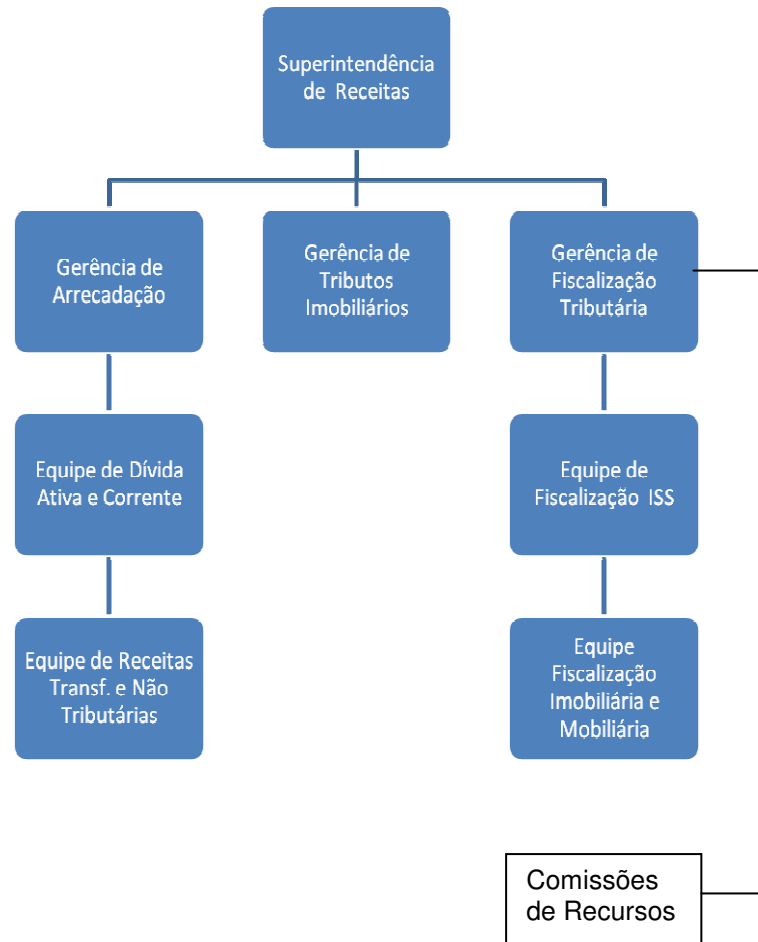 Superintendência
de Receitas
Gerência de
Arrecadação
Gerência de
Tributos
Imobiliários
Gerência de
Fiscalização
Tributária
Equipe de Dívida
Ativa e Corrente
Equipe de
Fiscalização ISS
Equipe de Receitas
Transf. e Não
Tributárias
Equipe
Fiscalização
Imobiliária e
Mobiliária
Comissões
de Recursos